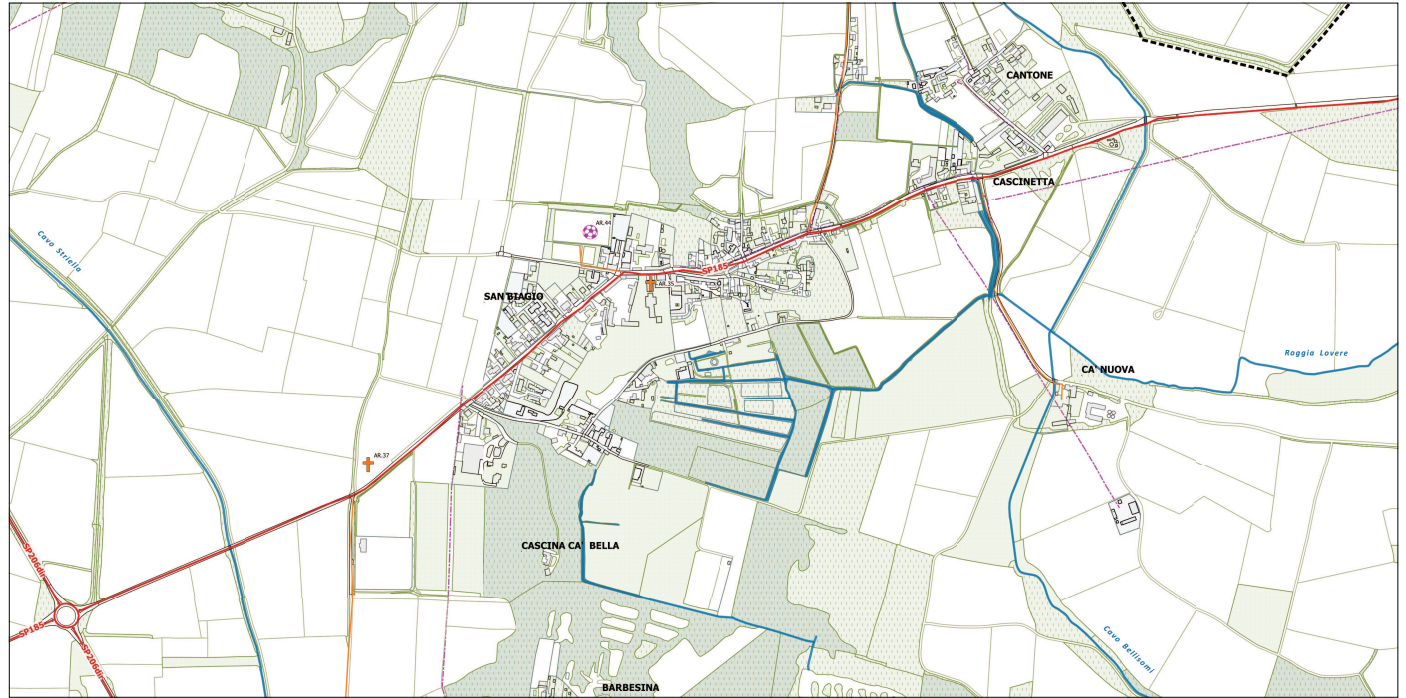 CANTONE
CASCINETTA
AR.44
Cavo Striella
SP185
AR.35
SAN BIAGIO
Roggia Lovere
CA' NUOVA
AR.37
CASCINA CA' BELLA
SP206dir
SP185
SP206dir
Cavo Bellisomi
BARBESINA